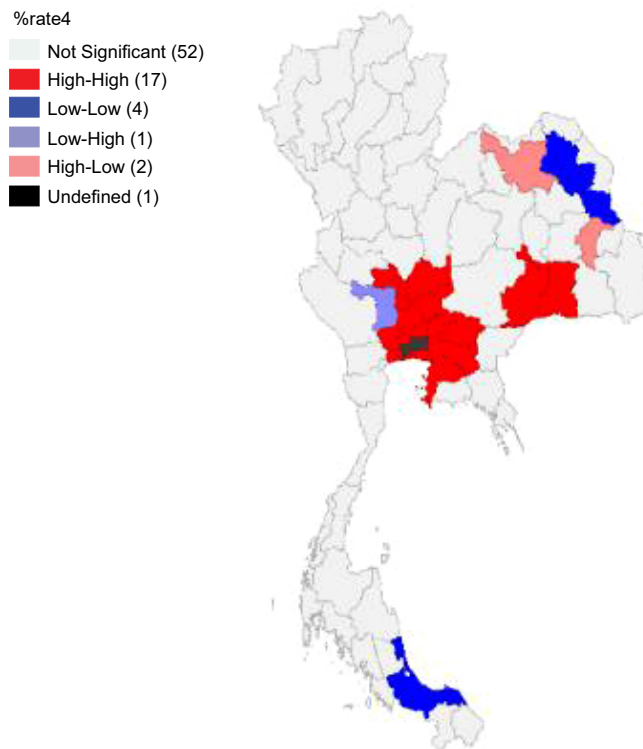 %rate4
Not Significant (52)
High-High (17)
Low-Low (4)
Low-High (1)
High-Low (2)
Undefined (1)